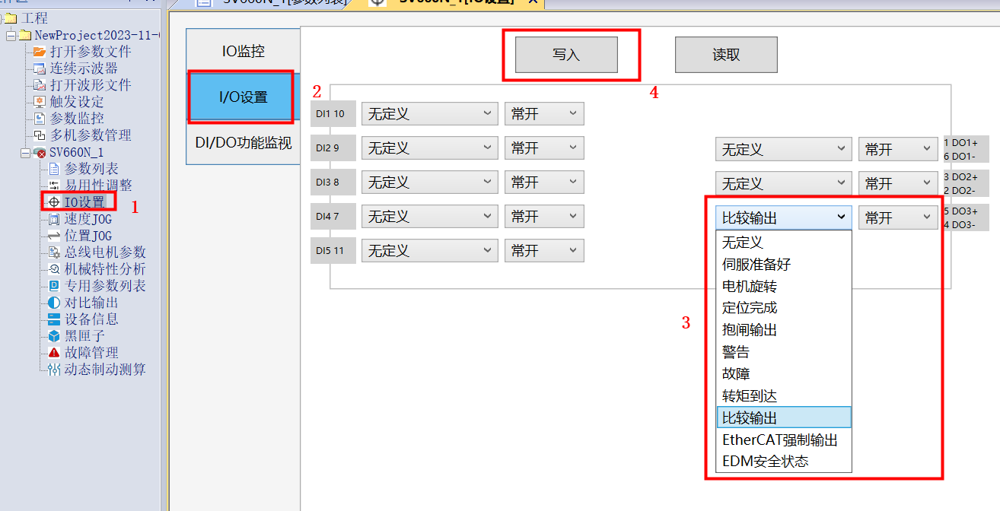 SV660N_1[参数列表]
SV660N_1[IO设置] X
工程
NewProject2023-11-
打开参数文件
连续示波器
打开波形文件
触发设定
参数监控
多机参数管理
SV660N_1
参数列表
易用性调整
IO设置
1
速度JOG
位置JOG
总线电机参数
机械特性分析
专用参数列表
对比输出
设备信息
黑匣子
故障管理
动态制动测算
IO监控
I/O设置
2
DI/DO功能监视
写入
读取
4
DI1 10 无定义 常开
DI2 9 无定义 常开
DI3 8 无定义 常开
DI4 7 无定义 常开
DI5 11 无定义 常开
无定义 常开
1 DO1+
6 DO1-
无定义 常开
3 DO2+
2 DO2-
比较输出 常开
5 DO3+
4 DO3-
3
无定义
伺服准备好
电机旋转
定位完成
抱闸输出
警告
故障
转矩到达
比较输出
EtherCAT强制输出
EDM安全状态